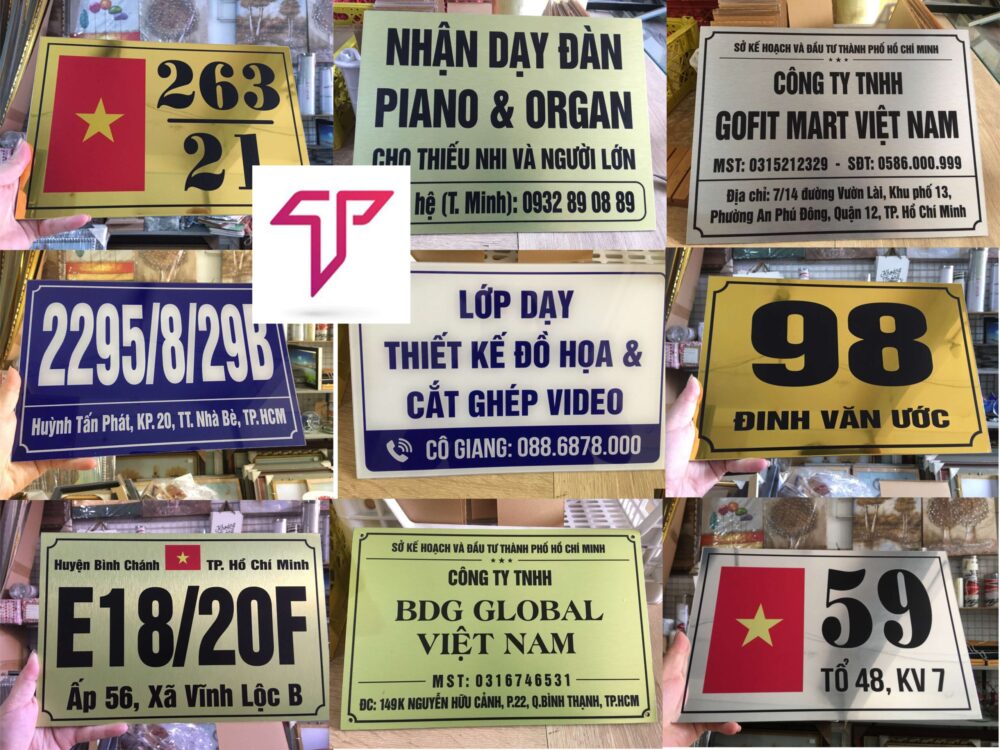 263
21
NHẬN DẠY ĐÀN
PIANO & ORGAN
CHO THIẾU NHI VÀ NGƯỜI LỚN
hệ (T. Minh): 0932 89 08 89
SỞ KẾ HOẠCH VÀ ĐẦU TƯ THÀNH PHỐ HỒ CHÍ MINH
CÔNG TY TNHH
GOFIT MART VIỆT NAM
MST: 0315212329 - SĐT: 0586.000.999
Địa chỉ: 7/14 đường Vườn Lài, Khu phố 13,
Phường An Phú Đông, Quận 12, TP. Hồ Chí Minh
TP
2295/8/29B
Huỳnh Tấn Phát, KP. 20, TT. Nhà Bè, TP. HCM
LỚP DẠY
THIẾT KẾ ĐỒ HỌA &
CẮT GHÉP VIDEO
CÔ GIANG: 088.6878.000
98
ĐINH VĂN ƯỚC
Huyện Bình Chánh TP. Hồ Chí Minh
E18/20F
Ấp 56, Xã Vĩnh Lộc B
SỞ KẾ HOẠCH VÀ ĐẦU TƯ THÀNH PHỐ HỒ CHÍ MINH
CÔNG TY TNHH
BDG GLOBAL
VIỆT NAM
MST: 0316746531
ĐC: 149K NGUYỄN HỮU CẢNH, P.22, Q.BÌNH THẠNH, TP.HCM
59
TỔ 48, KV 7